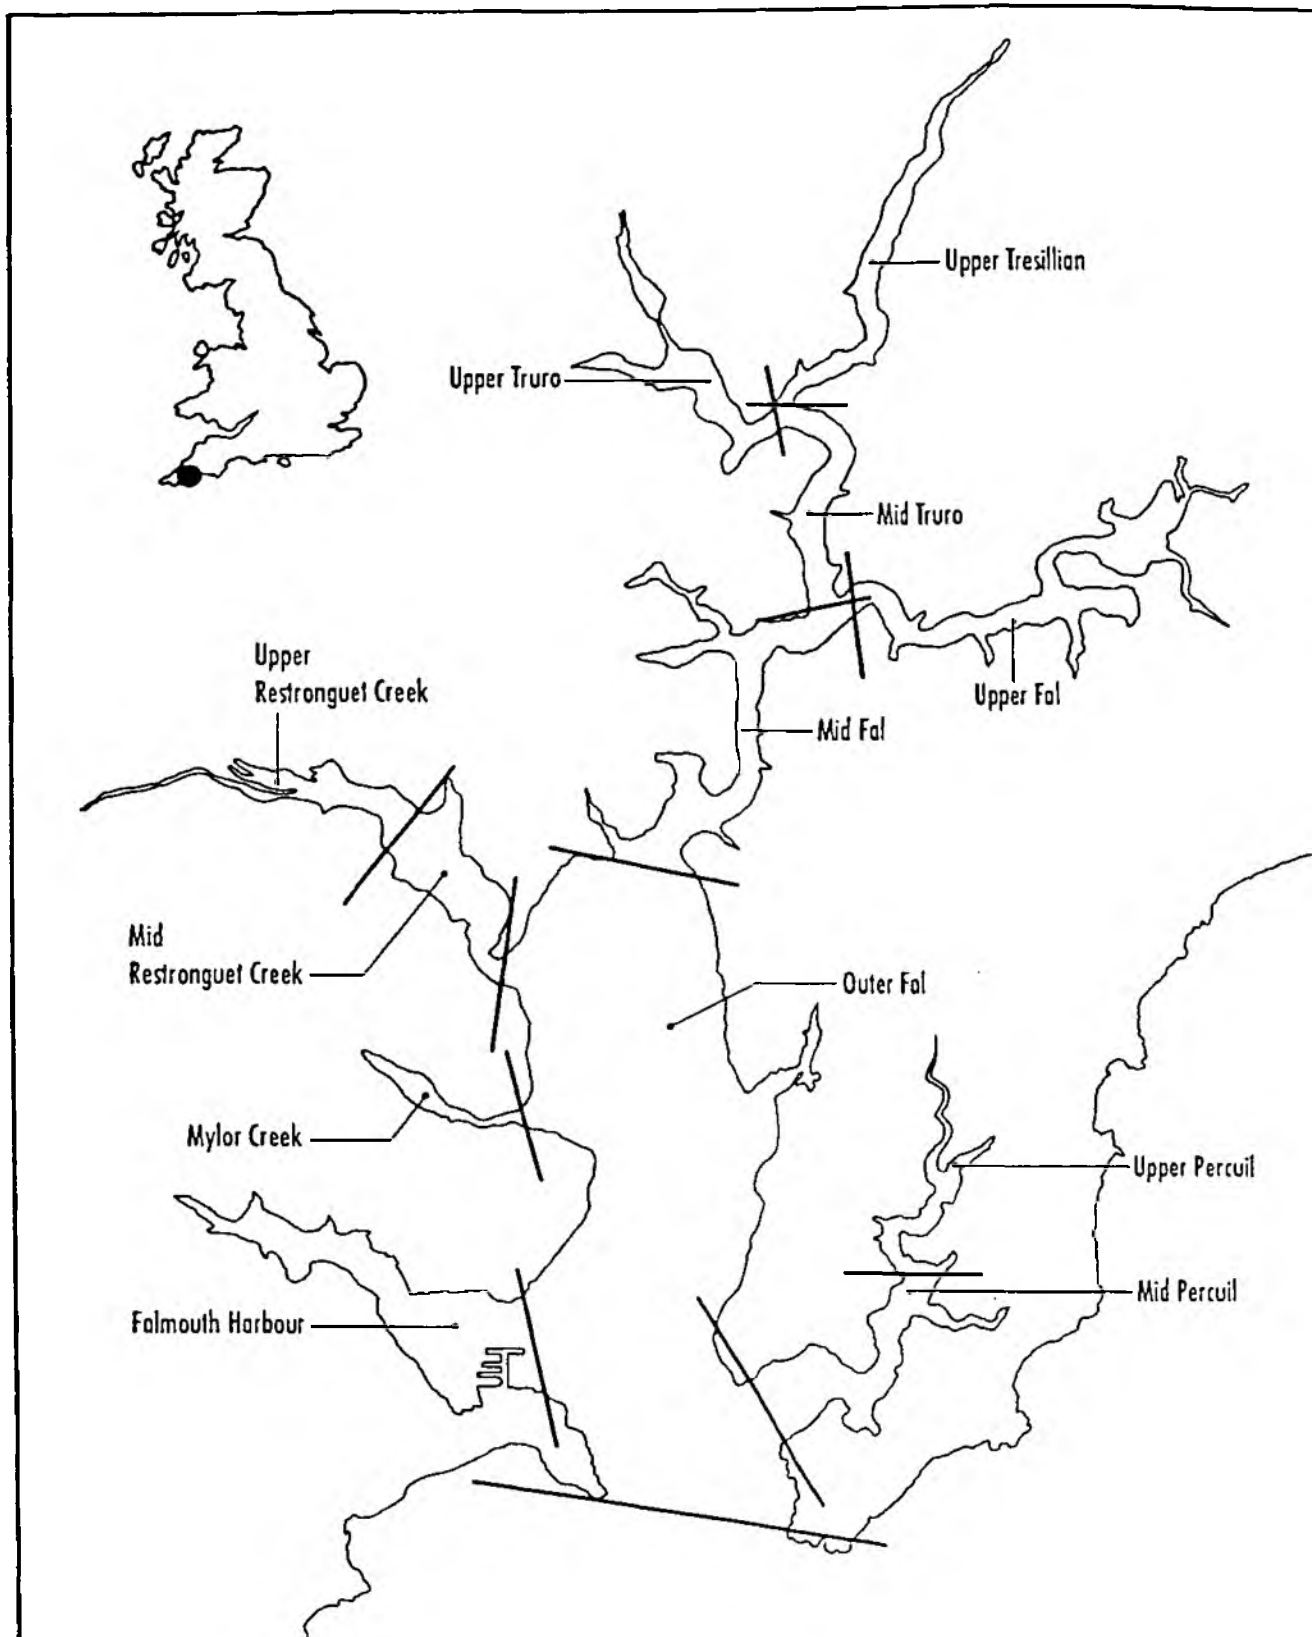 Upper Tresillian
Upper Truro
Mid Truro
Upper
Restronguet Creek
Upper Fal
Mid Fal
Mid
Restronguet Creek
Outer Fal
Mylor Creek
Upper Percuil
Mid Percuil
Falmouth Harbour